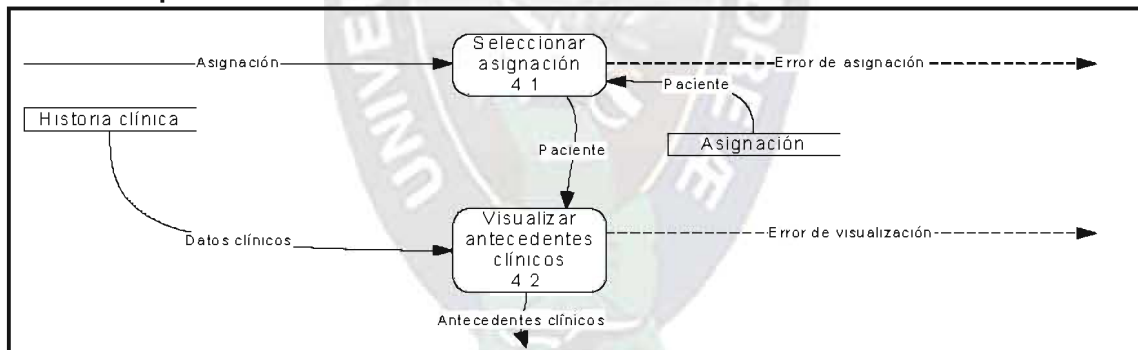 Seleccionar
asignación
4 1
Asignación
Error de asignación
Paciente
Historia clínica
Asignación
Paciente
Visualizar
antecedentes
clínicos
4 2
Datos clínicos
Error de visualización
Antecedentes clínicos
UNIVE